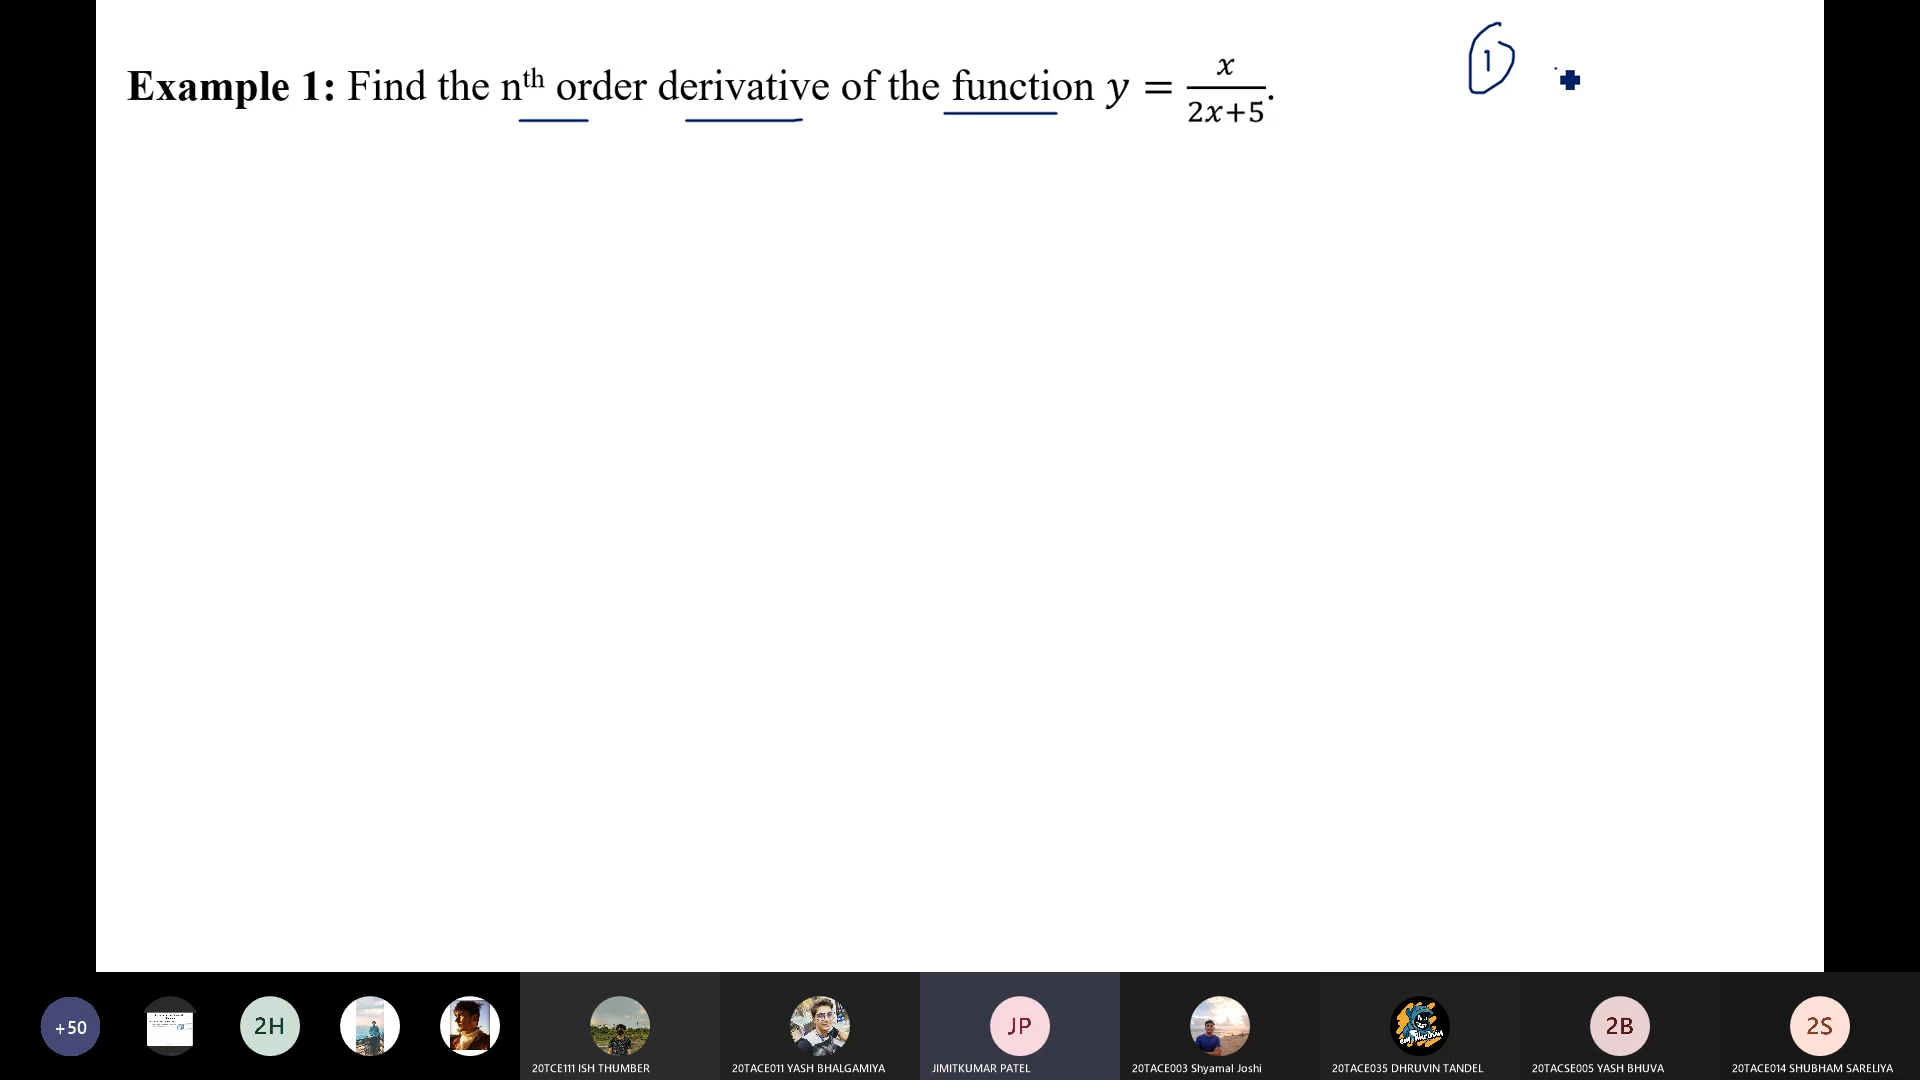 Example 1: Find the nth order derivative of the function y = x/(2x+5).
1
+50
2H
JP
2B
2S
20TCE111 ISH THUMBER
20TACE011 YASH BHALGAMIYA
JIMITKUMAR PATEL
20TACE003 Shyamal Joshi
20TACE035 DHRUVIN TANDEL
20TACSE005 YASH BHUVA
20TACE014 SHUBHAM SARELIYA